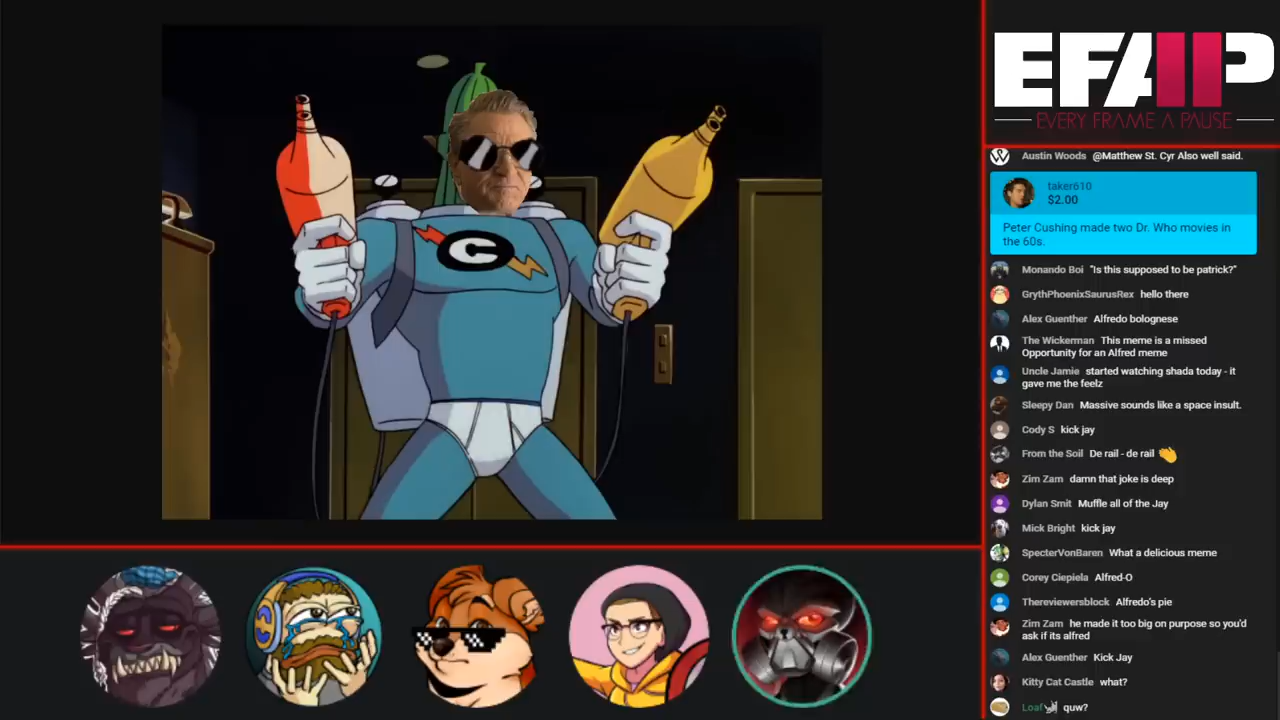 C
EFAP
EVERY FRAME A PAUSE
Austin Woods @Matthew St. Cyr Also well said.
taker610
$2.00
Peter Cushing made two Dr. Who movies in
the 60s.
Monando Boi "Is this supposed to be patrick?"
GrythPhoenixSaurusRex hello there
Alex Guenther Alfredo bolognese
The Wickerman This meme is a missed
Opportunity for an Alfred meme
Uncle Jamie started watching shada today - it
gave me the feelz
Sleepy Dan Massive sounds like a space insult.
Cody S kick jay
From the Soil De rail - de rail 👏
Zim Zam damn that joke is deep
Dylan Smit Muffle all of the Jay
Mick Bright kick jay
SpecterVonBaren What a delicious meme
Corey Ciepiela Alfred-O
Thereviewersblock Alfredo's pie
Zim Zam he made it too big on purpose so you'd
ask if its alfred
Alex Guenther Kick Jay
Kitty Cat Castle what?
Loaf quw?